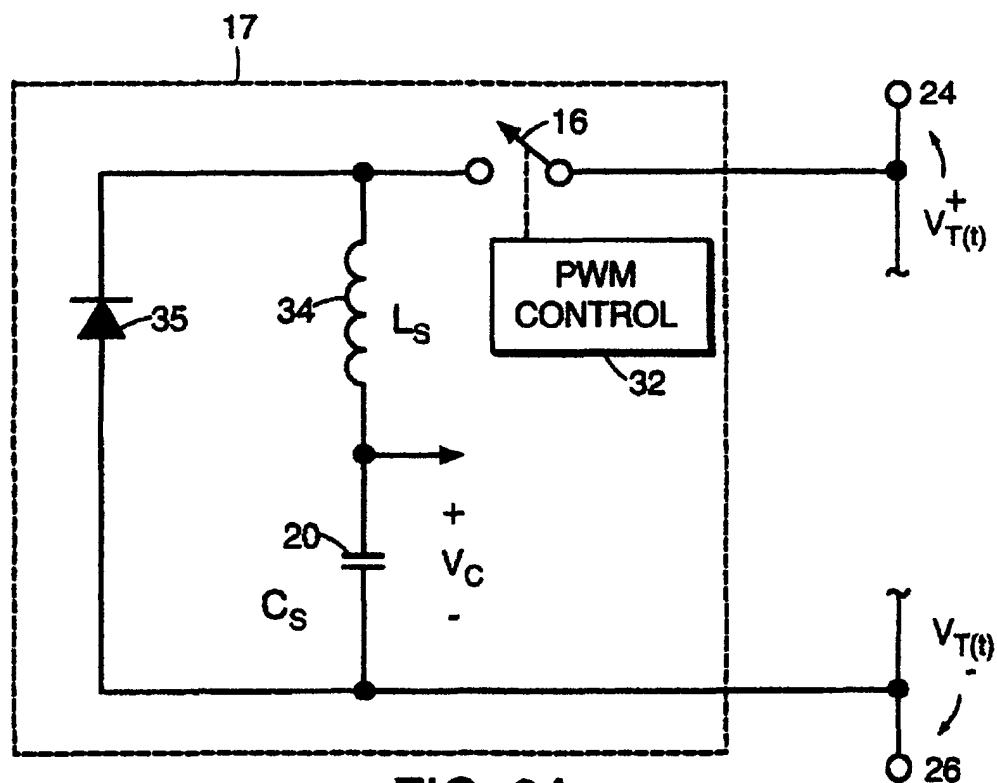 17
24
16
+
V_T(t)
PWM
CONTROL
35
34
L_S
32
+
20
V_C
C_S
-
V_T(t)
-
26